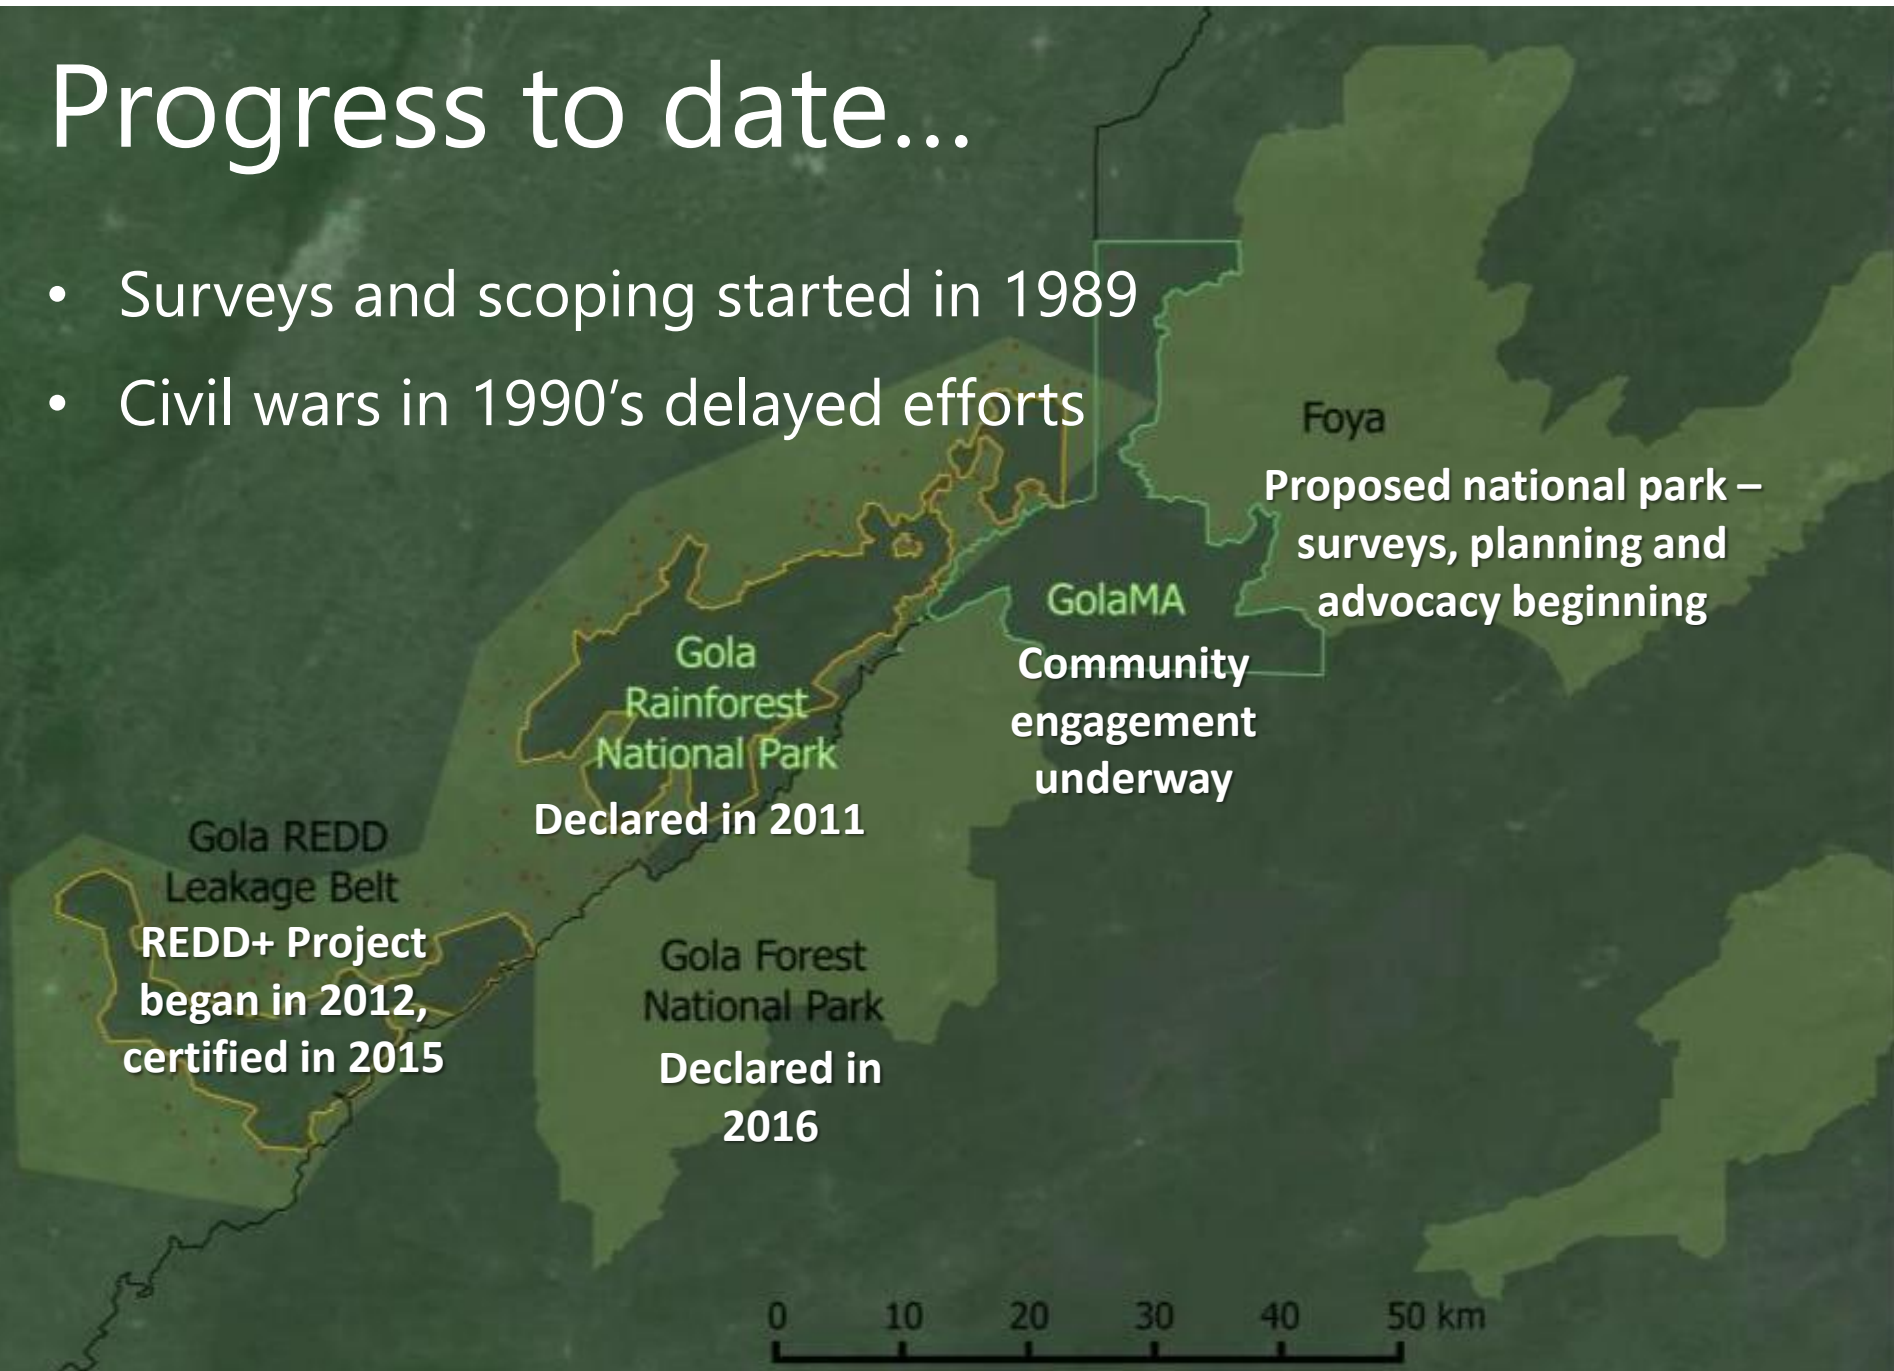 Progress to date...
• Surveys and scoping started in 1989
• Civil wars in 1990’s delayed efforts
Foya
Proposed national park –
surveys, planning and
advocacy beginning
GolaMA
Community
engagement
underway
Gola
Rainforest
National Park
Declared in 2011
Gola REDD
Leakage Belt
REDD+ Project
began in 2012,
certified in 2015
Gola Forest
National Park
Declared in
2016
0 10 20 30 40 50 km